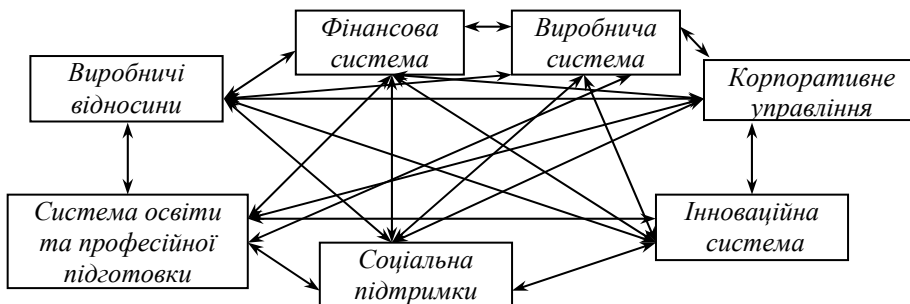 Фінансова
система
Виробнича
система
Виробничі
відносини
Корпоративне
управління
Система освіти
та професійної
підготовки
Соціальна
підтримки
Інноваційна
система